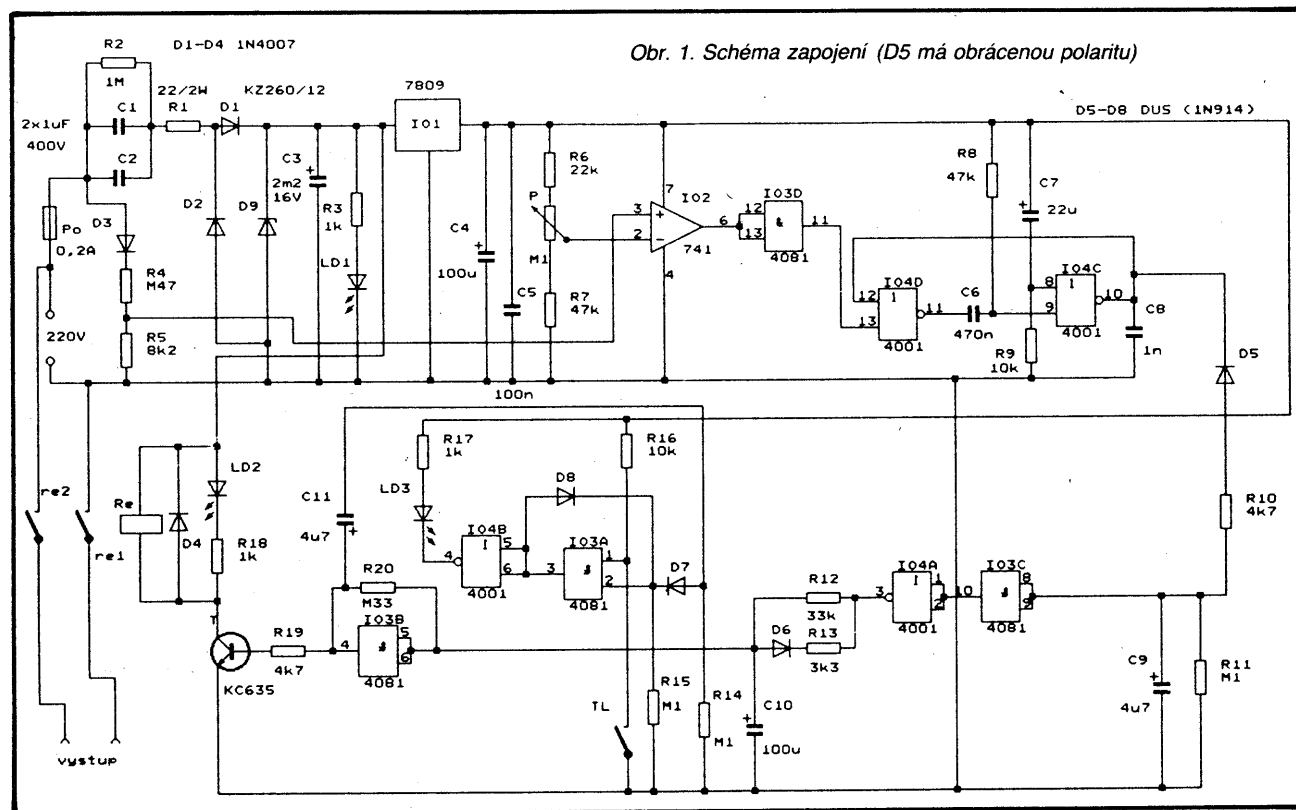 Obr. 1. Schéma zapojení (D5 má obrácenou polaritu)
R2
1M
D1-D4 1N4007
22/2W
KZ260/12
2x1uF
400V
C1
R1
D1
C2
D3
Po
0,2A
R4
M47
220V
R5
8k2
D2
D9
C3
+
2m2
16V
R3
1k
LD1
7809
IO1
C4
+
100u
C5
100n
R6
22k
P
M1
R7
47k
3
2
+
−
7
4
6
IO2
741
IO3D
12
13
&
11
4081
D5-D8 DUS (1N914)
R8
47k
C7
+
22u
IO4D
12
13
1
11
4001
C6
470n
IO4C
8
9
1
10
4001
R9
10k
C8
1n
D5
R10
4k7
re2
re1
Re
D4
LD2
R18
1k
T
KC635
R19
4k7
vystup
C11
4u7
+
R17
1k
LD3
IO4B
4
1
5
6
4001
D8
IO3A
3
&
1
2
4081
R16
10k
D7
R20
M33
IO3B
4
&
5
6
4081
TL
R15
M1
R14
M1
C10
+
100u
R12
33k
D6
R13
3k3
IO4A
3
1
1
2
4001
IO3C
10
&
8
9
4081
C9
+
4u7
R11
M1